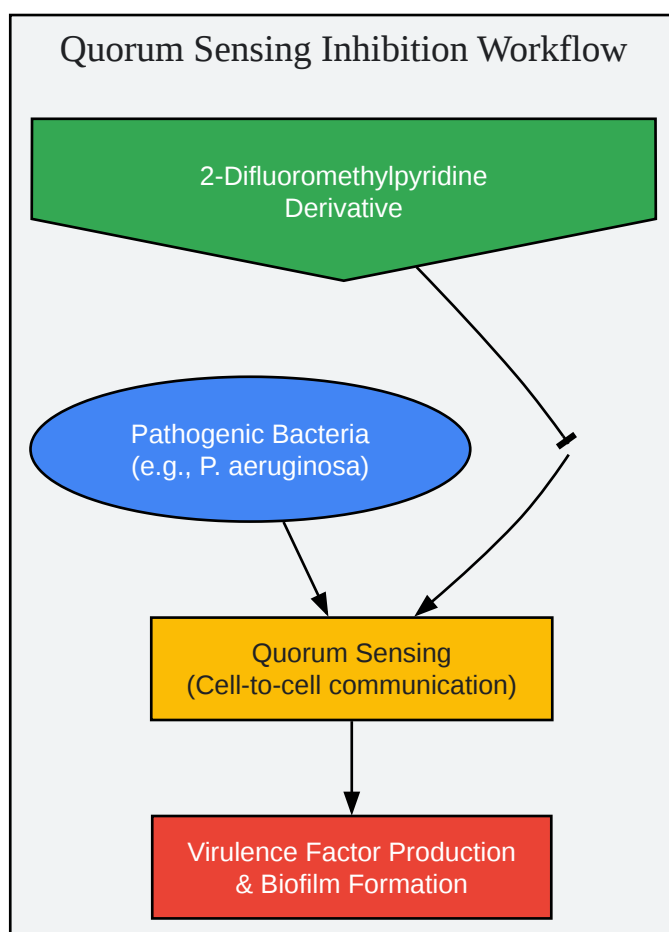 Quorum Sensing Inhibition Workflow
2-Difluoromethylpyridine
Derivative
Pathogenic Bacteria
(e.g., P. aeruginosa)
Quorum Sensing
(Cell-to-cell communication)
Virulence Factor Production
& Biofilm Formation